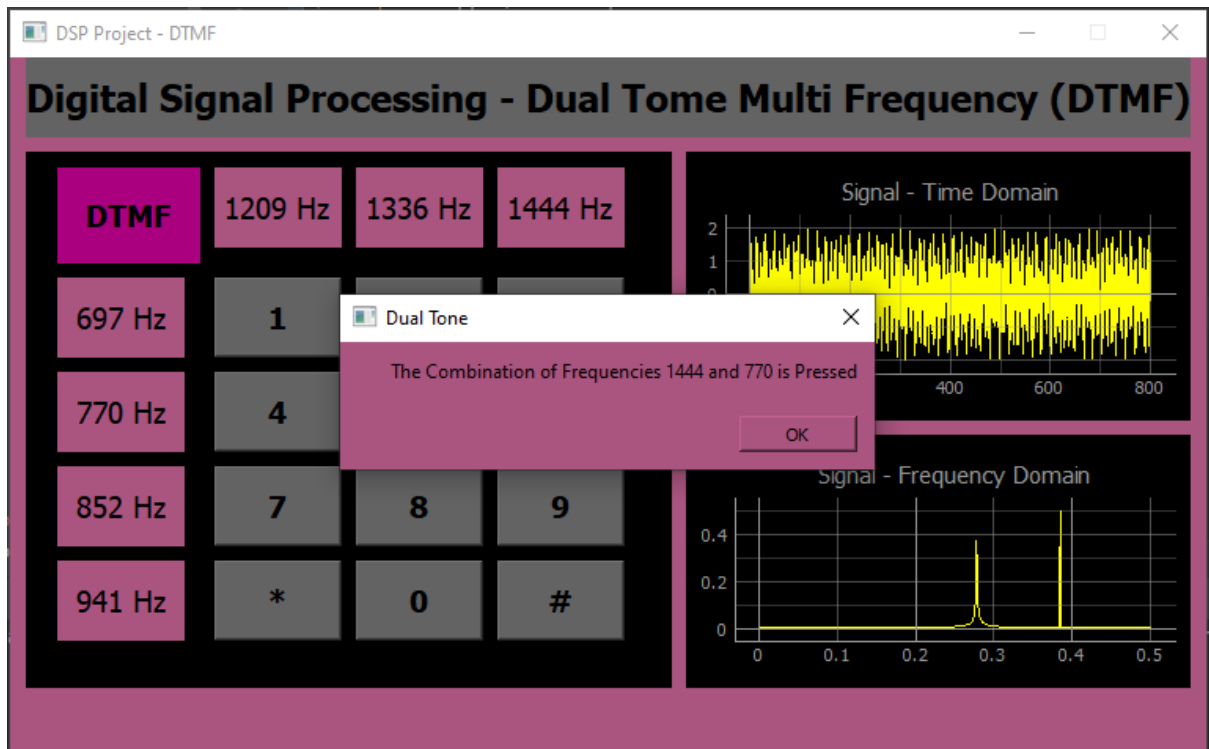 DSP Project - DTMF
Digital Signal Processing - Dual Tome Multi Frequency (DTMF)
DTMF 1209 Hz 1336 Hz 1444 Hz
697 Hz 1
770 Hz 4
852 Hz 7 8 9
941 Hz * 0 #
Dual Tone
The Combination of Frequencies 1444 and 770 is Pressed
OK
Signal - Time Domain
2
1
400 600 800
Signal - Frequency Domain
0.4
0.2
0
0 0.1 0.2 0.3 0.4 0.5